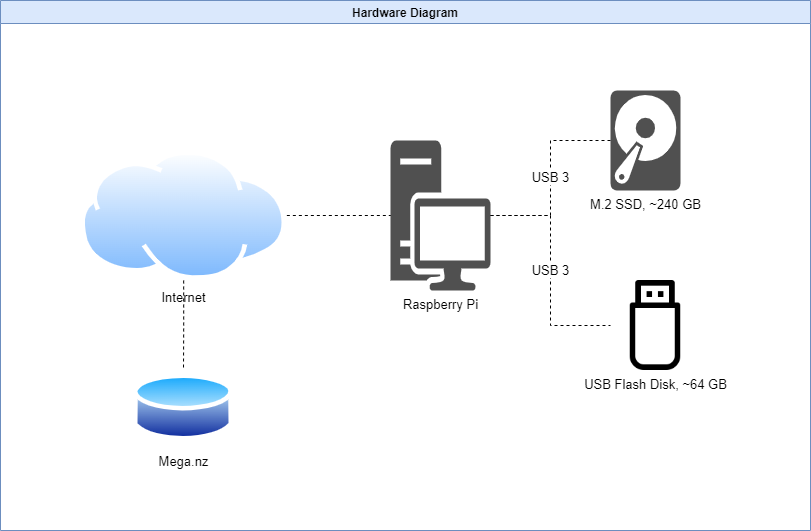 Hardware Diagram
USB 3
M.2 SSD, ~240 GB
USB 3
Internet
Raspberry Pi
USB Flash Disk, ~64 GB
Mega.nz